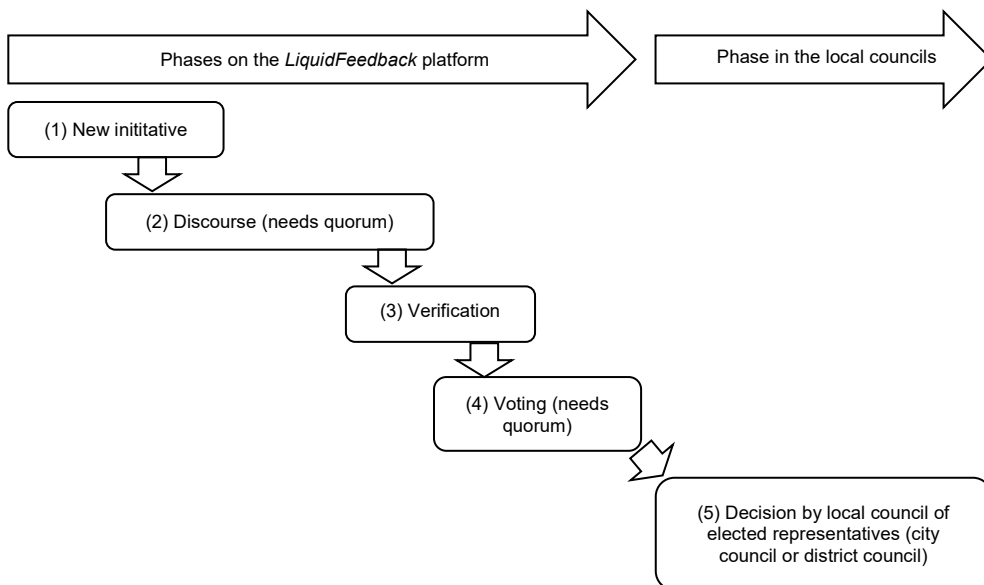 Phases on the LiquidFeedback platform
Phase in the local councils
(1) New inititative
(2) Discourse (needs quorum)
(3) Verification
(4) Voting (needs
quorum)
(5) Decision by local council of
elected representatives (city
council or district council)